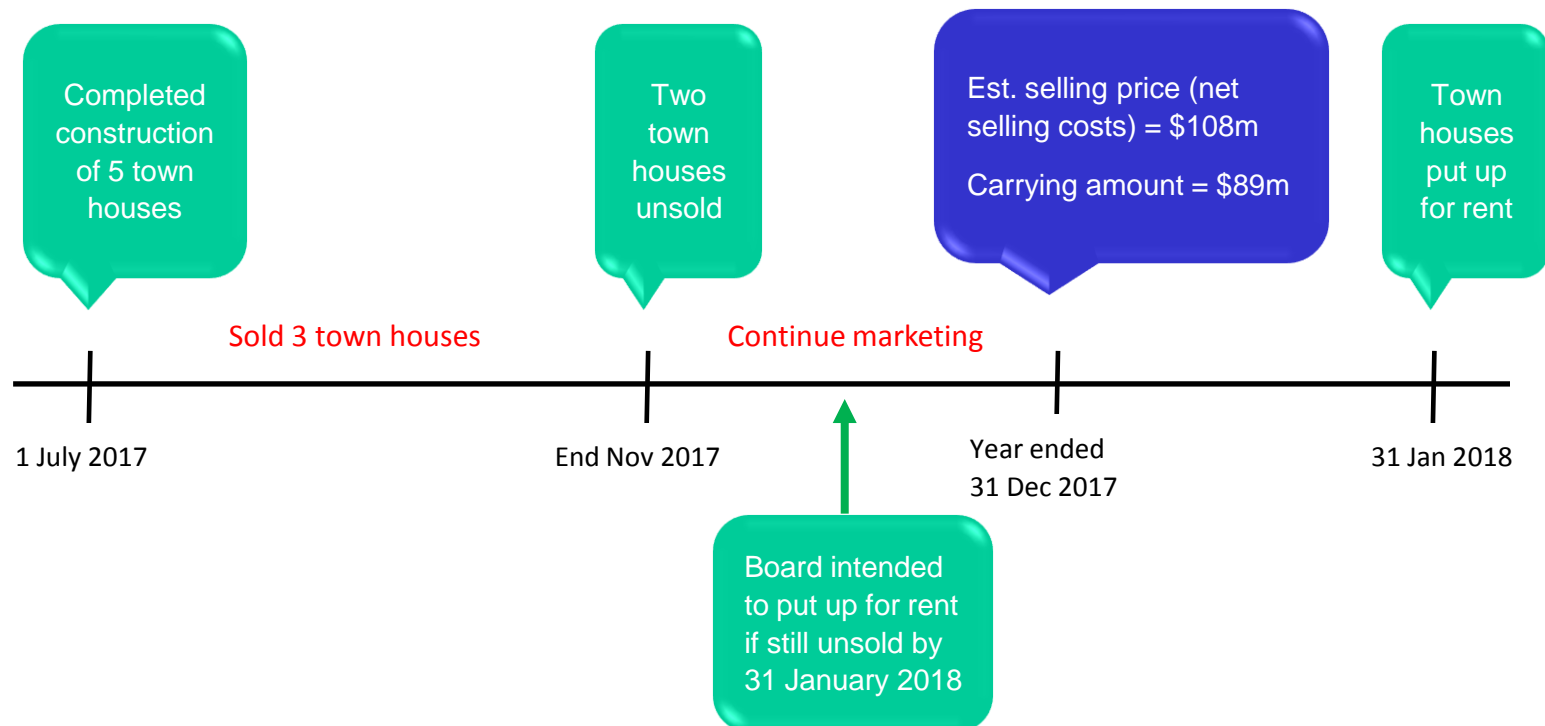 Completed
construction
of 5 town
houses
Two
town
houses
unsold
Est. selling price (net
selling costs) = $108m
Carrying amount = $89m
Town
houses
put up
for rent
Sold 3 town houses
Continue marketing
1 July 2017
End Nov 2017
Year ended
31 Dec 2017
31 Jan 2018
Board intended
to put up for rent
if still unsold by
31 January 2018